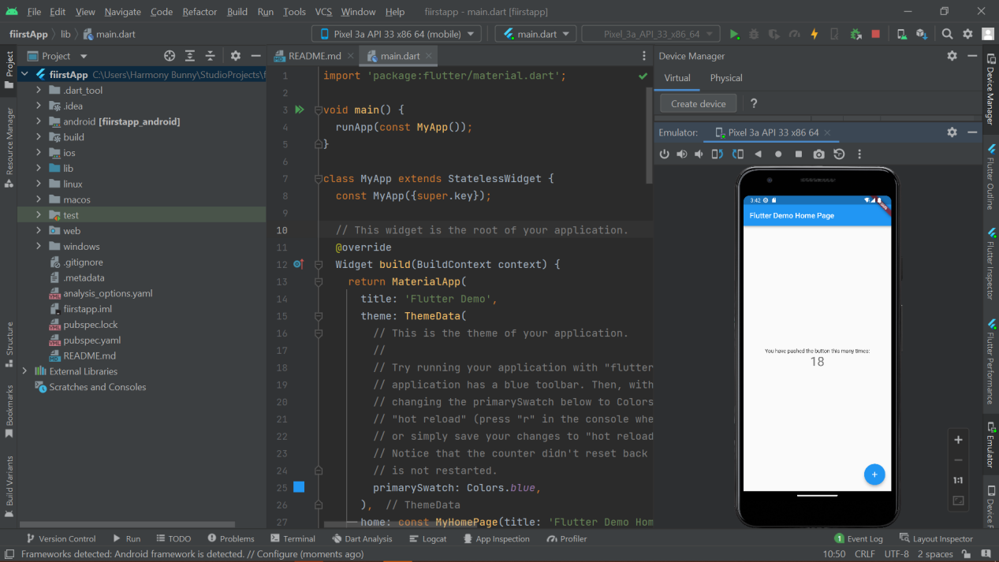 File Edit View Navigate Code Refactor Build Run Tools VCS Window Help fiirstapp - main.dart [fiirstapp]
fiirstApp lib main.dart Pixel 3a API 33 x86 64 (mobile) main.dart Pixel_3a_API_33_x86_64
Project
Resource Manager
Structure
Bookmarks
Build Variants
Project
fiirstApp C:\Users\Harmony Bunny\StudioProjects\f
.dart_tool
.idea
android [fiirstapp_android]
build
ios
lib
linux
macos
test
web
windows
.gitignore
.metadata
analysis_options.yaml
fiirstapp.iml
pubspec.lock
pubspec.yaml
README.md
External Libraries
Scratches and Consoles
README.md main.dart
1 import 'package:flutter/material.dart';
2
3 void main() {
4 runApp(const MyApp());
5 }
6
7 class MyApp extends StatelessWidget {
8 const MyApp({super.key});
9
10 // This widget is the root of your application.
11 @override
12 Widget build(BuildContext context) {
13 return MaterialApp(
14 title: 'Flutter Demo',
15 theme: ThemeData(
16 // This is the theme of your application.
17 //
18 // Try running your application with "flutter
19 // application has a blue toolbar. Then, with
20 // changing the primarySwatch below to Colors
21 // "hot reload" (press "r" in the console whe
22 // or simply save your changes to "hot reload
23 // Notice that the counter didn't reset back
24 // is not restarted.
25 primarySwatch: Colors.blue,
26 ), // ThemeData
27 home: const MyHomePage(title: 'Flutter Demo Hom
Device Manager
Virtual Physical
Create device ?
Emulator: Pixel 3a API 33 x86 64
3:42
DEBUG
Flutter Demo Home Page
You have pushed the button this many times:
18
+
+
−
1:1
Device Manager
Flutter Outline
Flutter Inspector
Flutter Performance
Emulator
Device F
Version Control Run TODO Problems Terminal Dart Analysis Logcat App Inspection Profiler 1 Event Log Layout Inspector
Frameworks detected: Android framework is detected. // Configure (moments ago) 10:50 CRLF UTF-8 2 spaces